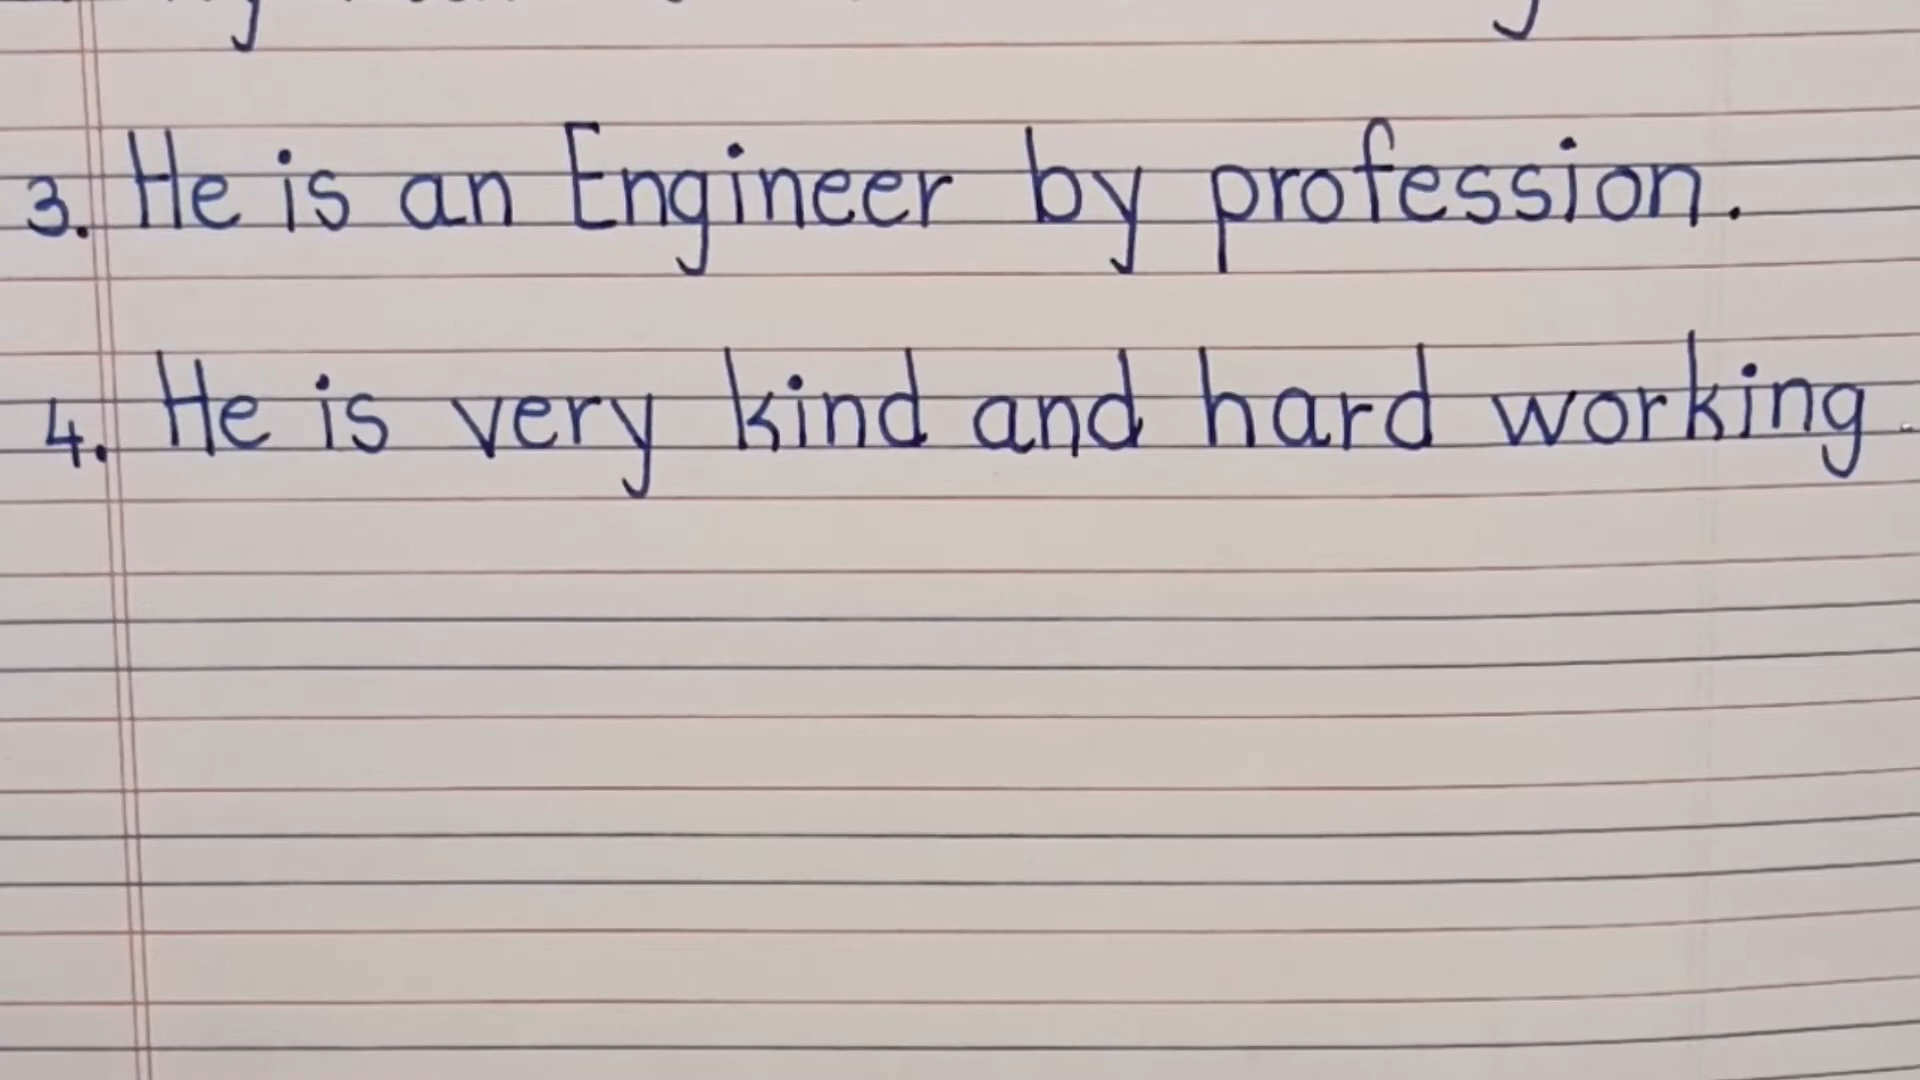 3. He is an Engineer by profession.
4. He is very kind and hard working.